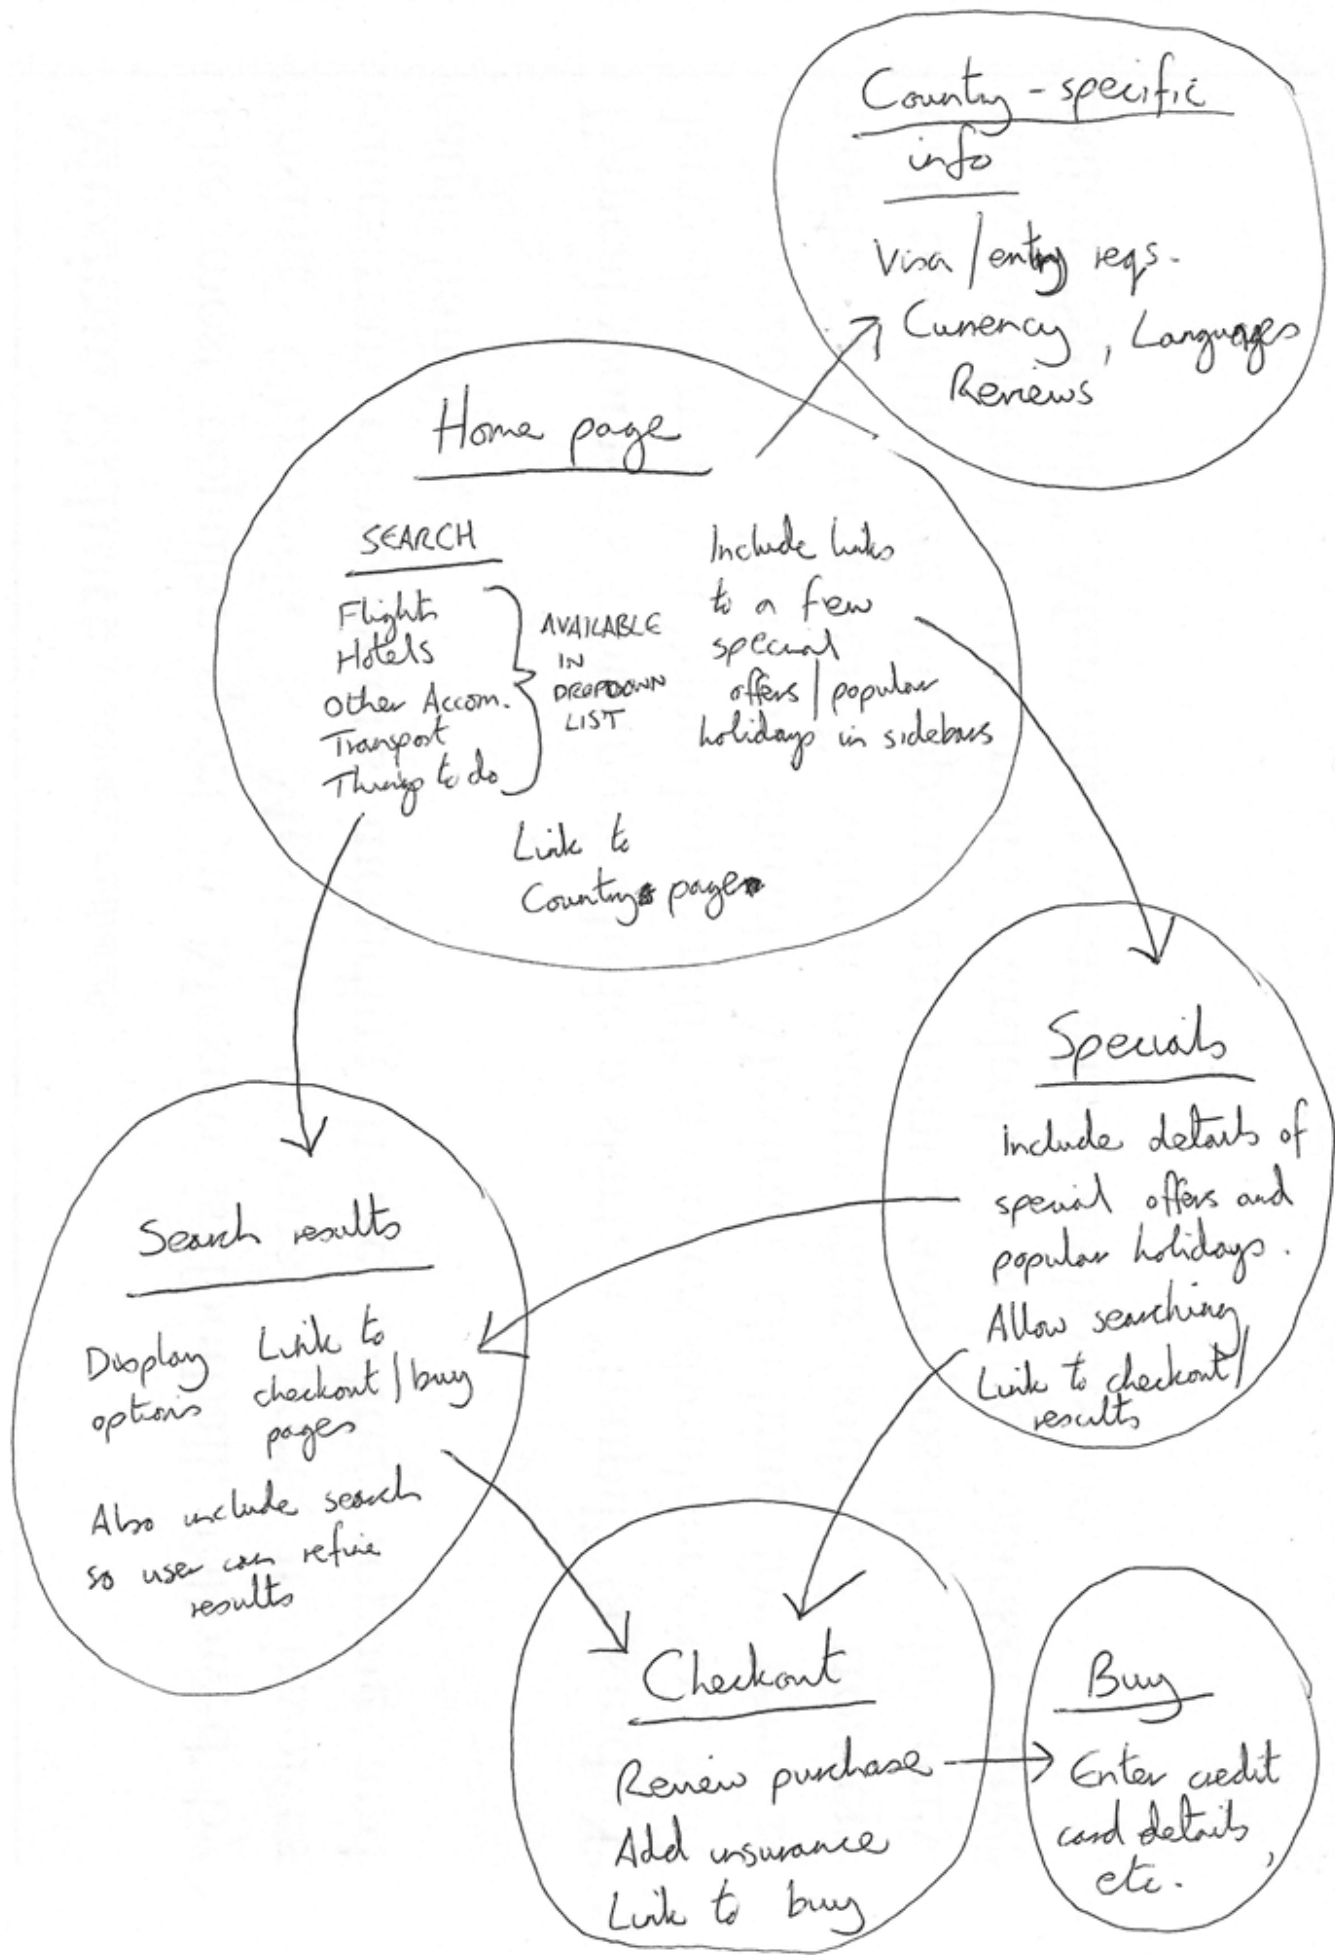 Country-specific
info
Visa/entry reqs.
Currency, Languages
Reviews
Home page
SEARCH
Flights
Hotels
Other Accom.
Transport
Things to do
AVAILABLE
IN
DROPDOWN
LIST
Include links
to a few
special
offers/popular
holidays in sidebars
Link to
Country page
Specials
Include details of
special offers and
popular holidays.
Allow searching
Link to checkout/
results
Search results
Display
options
Link to
checkout/buy
pages
Also include search
so user can refine
results
Checkout
Review purchase
Add insurance
Link to buy
Buy
Enter credit
card details,
etc.